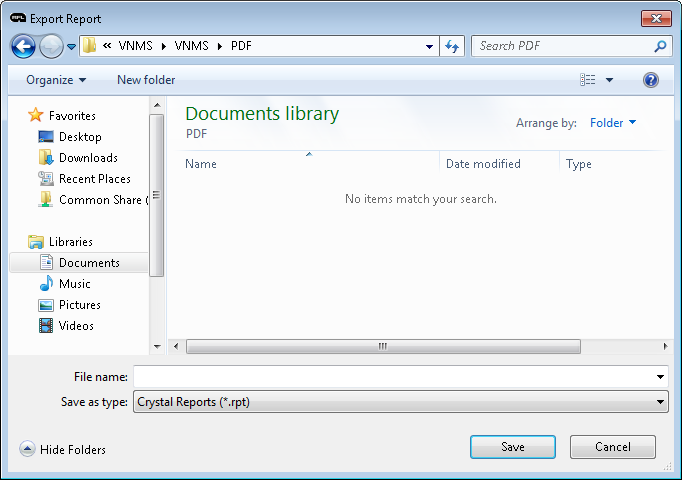 RFL Export Report
« VNMS VNMS PDF Search PDF
Organize New folder
Favorites
Desktop
Downloads
Recent Places
Common Share (
Libraries
Documents
Music
Pictures
Videos
Documents library
PDF
Arrange by: Folder
Name Date modified Type
No items match your search.
File name:
Save as type: Crystal Reports (*.rpt)
Hide Folders Save Cancel